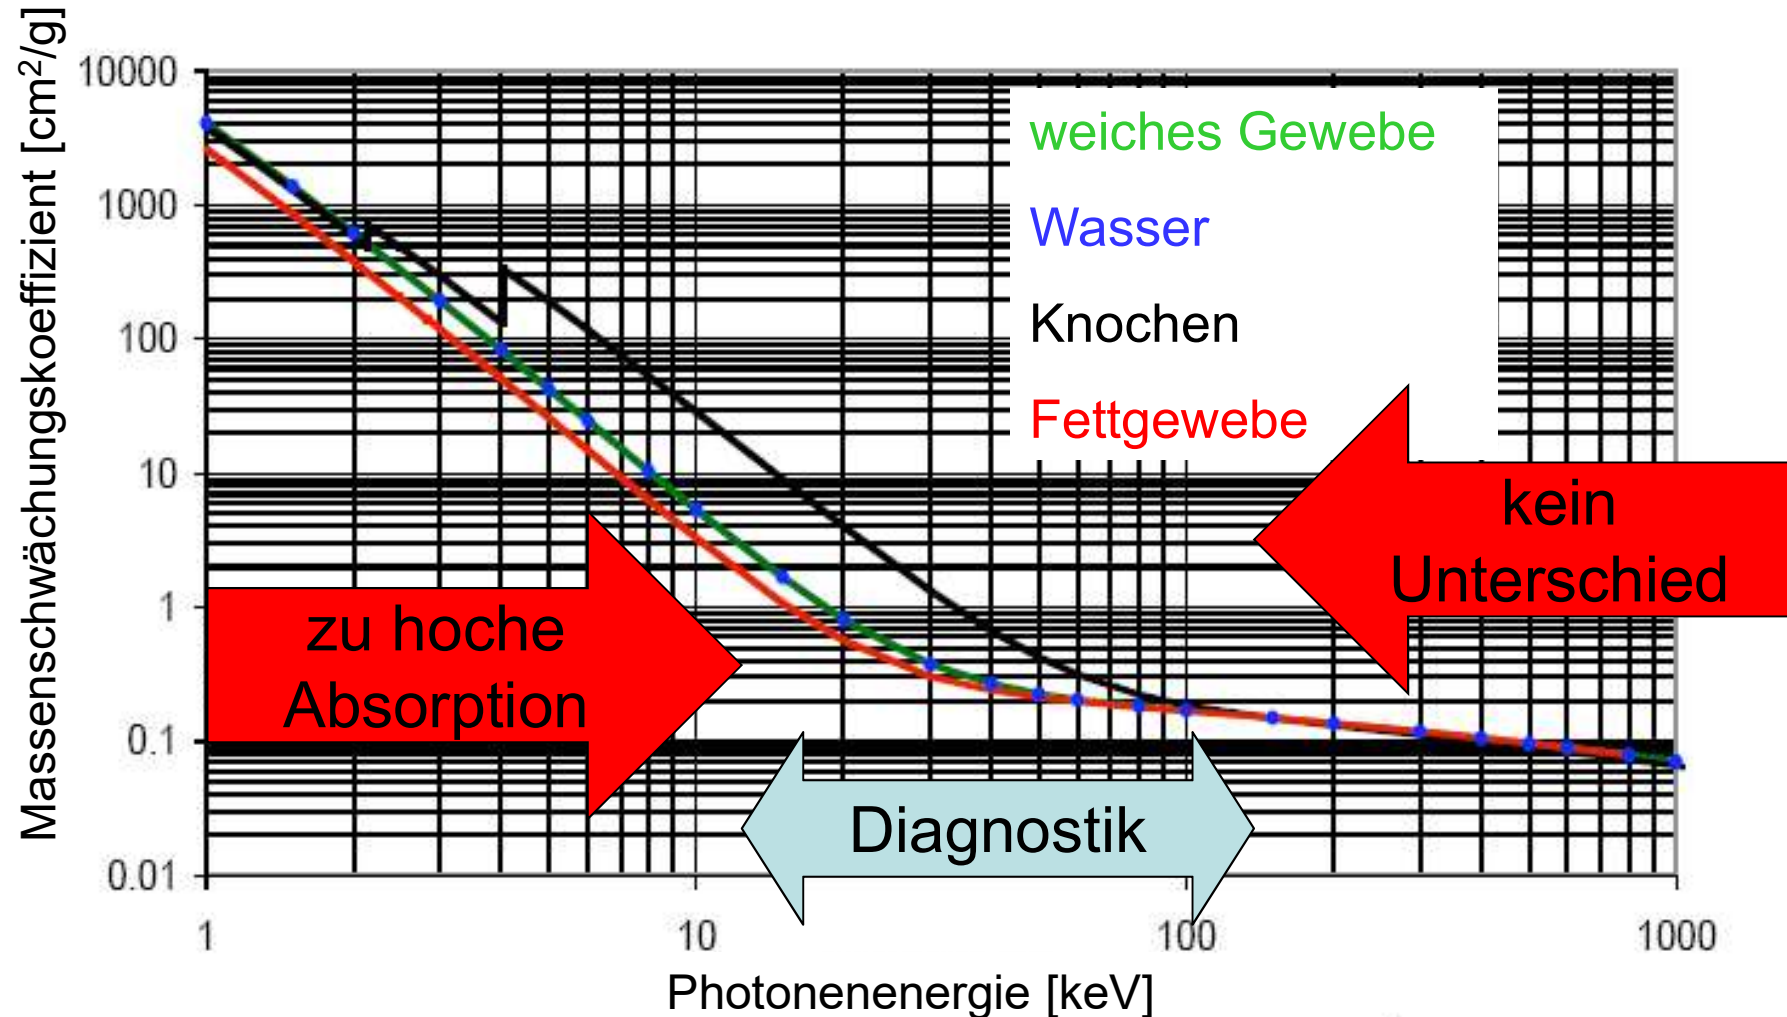 Massenschwächungskoeffizient [cm²/g]
10000
1000
100
10
1
0.1
0.01
weiches Gewebe
Wasser
Knochen
Fettgewebe
kein
Unterschied
zu hoche
Absorption
Diagnostik
1
10
100
1000
Photonenenergie [keV]